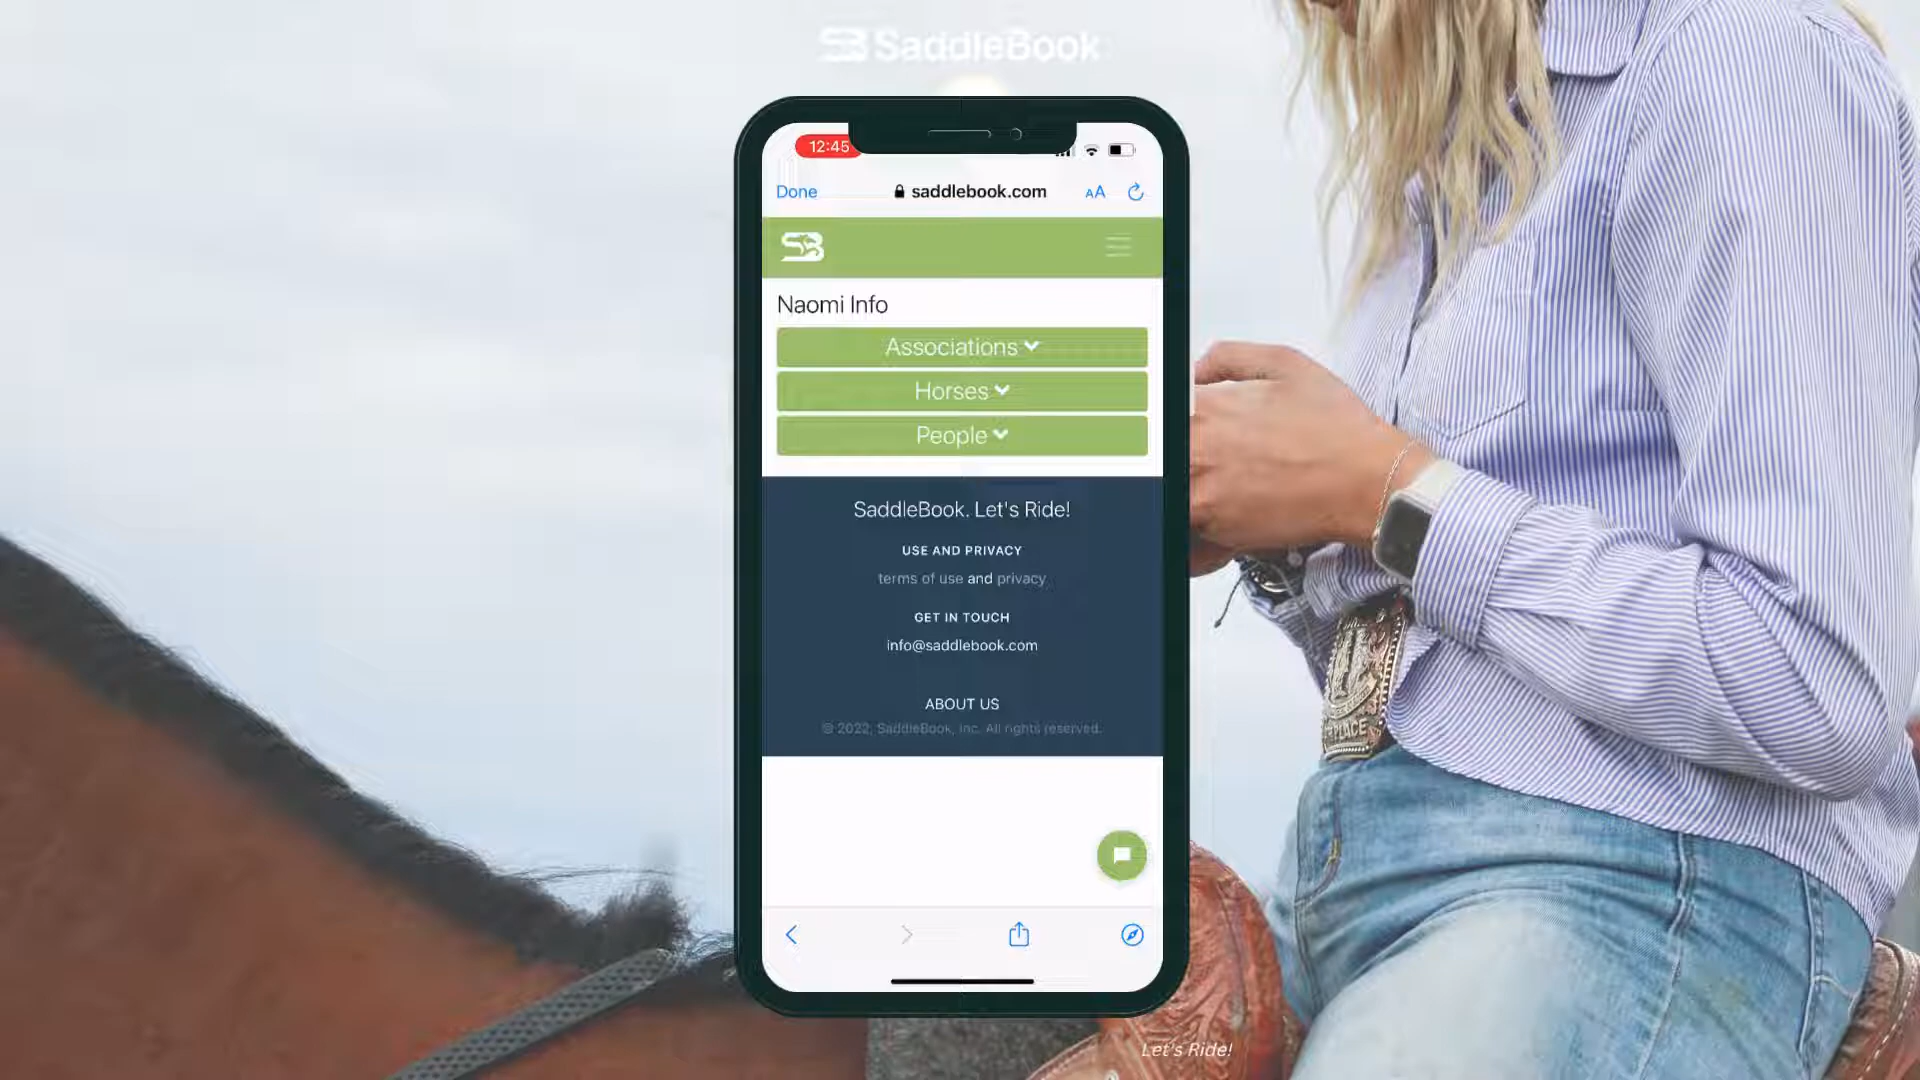 SaddleBook
12:45
Done
saddlebook.com
AA
SB
Naomi Info
Associations
Horses
People
SaddleBook. Let's Ride!
USE AND PRIVACY
terms of use and privacy
GET IN TOUCH
info@saddlebook.com
ABOUT US
© 2022, SaddleBook, Inc. All rights reserved.
Let's Ride!